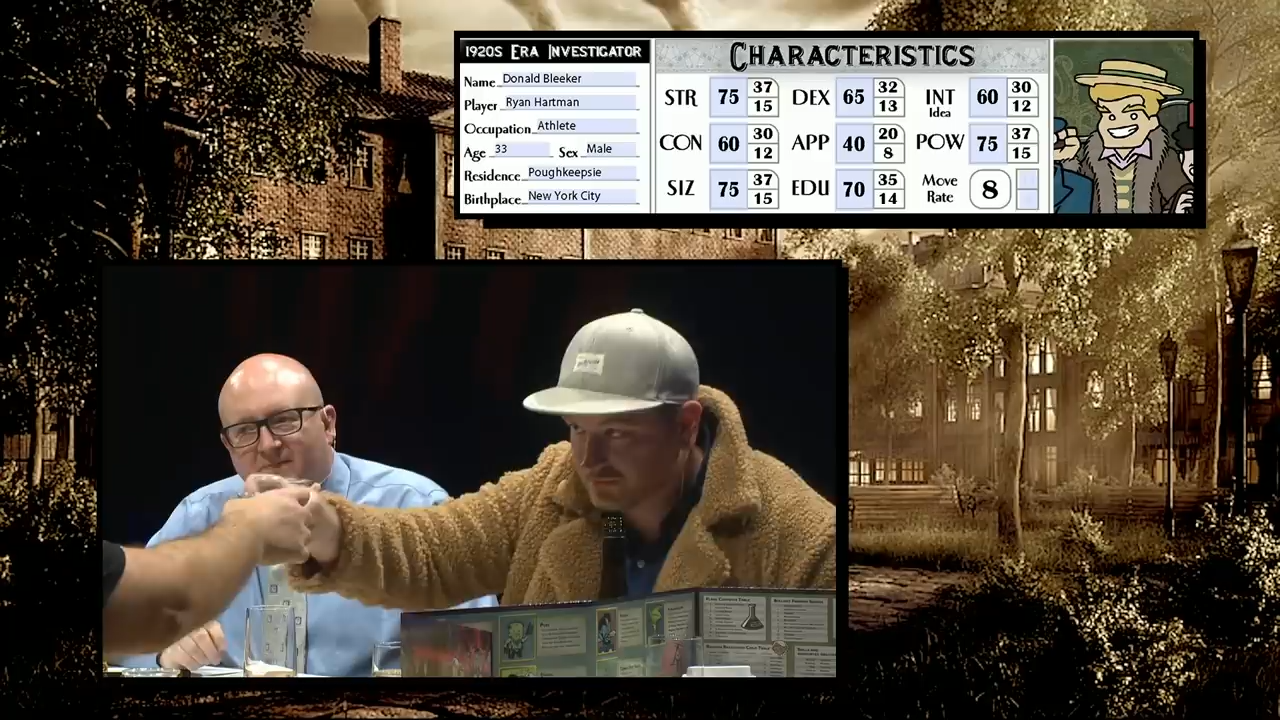 1920s Era Investigator
Name Donald Bleeker
Player Ryan Hartman
Occupation Athlete
Age 33 Sex Male
Residence Poughkeepsie
Birthplace New York City
Characteristics
STR 75 37 15 DEX 65 32 13 INT Idea 60 30 12
CON 60 30 12 APP 40 20 8 POW 75 37 15
SIZ 75 37 15 EDU 70 35 14 Move Rate 8